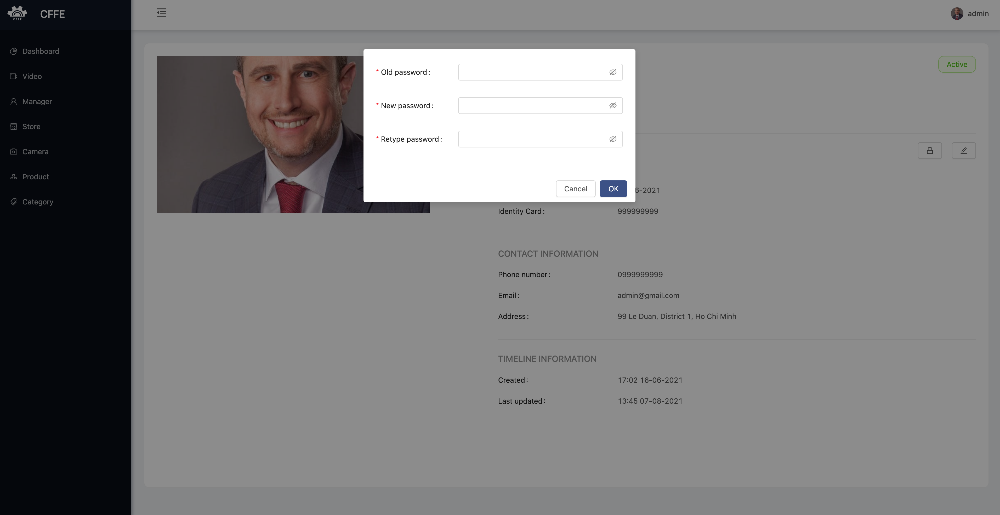 CFFE
CFFE
admin
Dashboard
Video
Manager
Store
Camera
Product
Category
* Old password:
* New password:
* Retype password:
Cancel
OK
Active
6-2021
Identity Card: 999999999
CONTACT INFORMATION
Phone number: 0999999999
Email: admin@gmail.com
Address: 99 Le Duan, District 1, Ho Chi Minh
TIMELINE INFORMATION
Created: 17:02 16-06-2021
Last updated: 13:45 07-08-2021